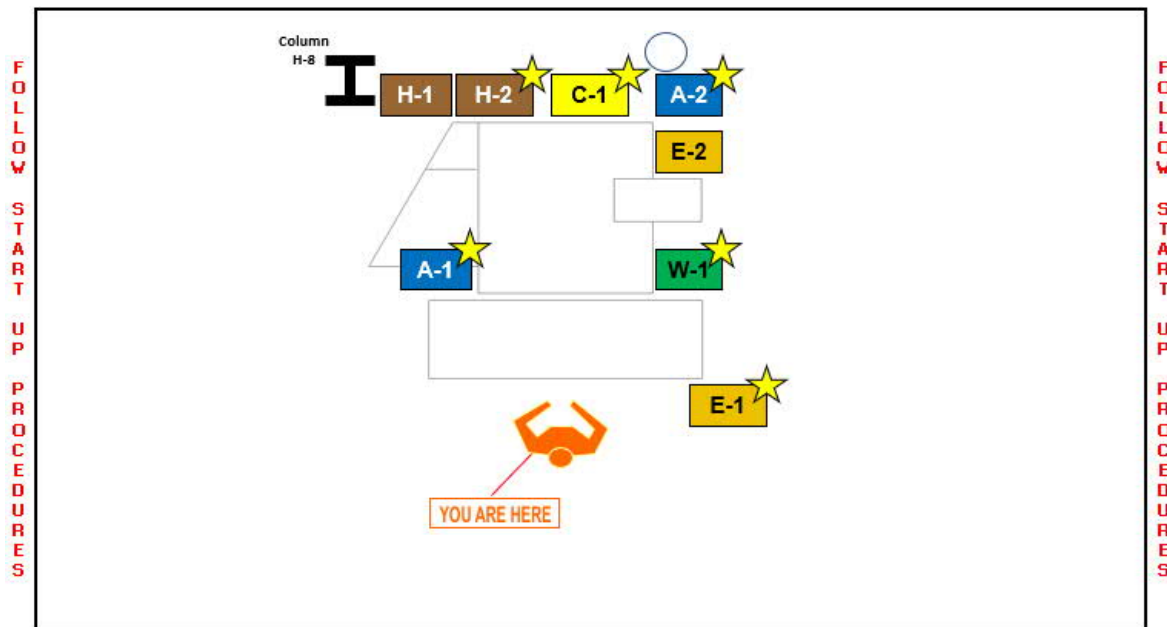 Column
H-8
H-1
H-2
C-1
A-2
E-2
A-1
W-1
E-1
YOU ARE HERE
FOLLOW START UP PROCEDURES
FOLLOW START UP PROCEDURES